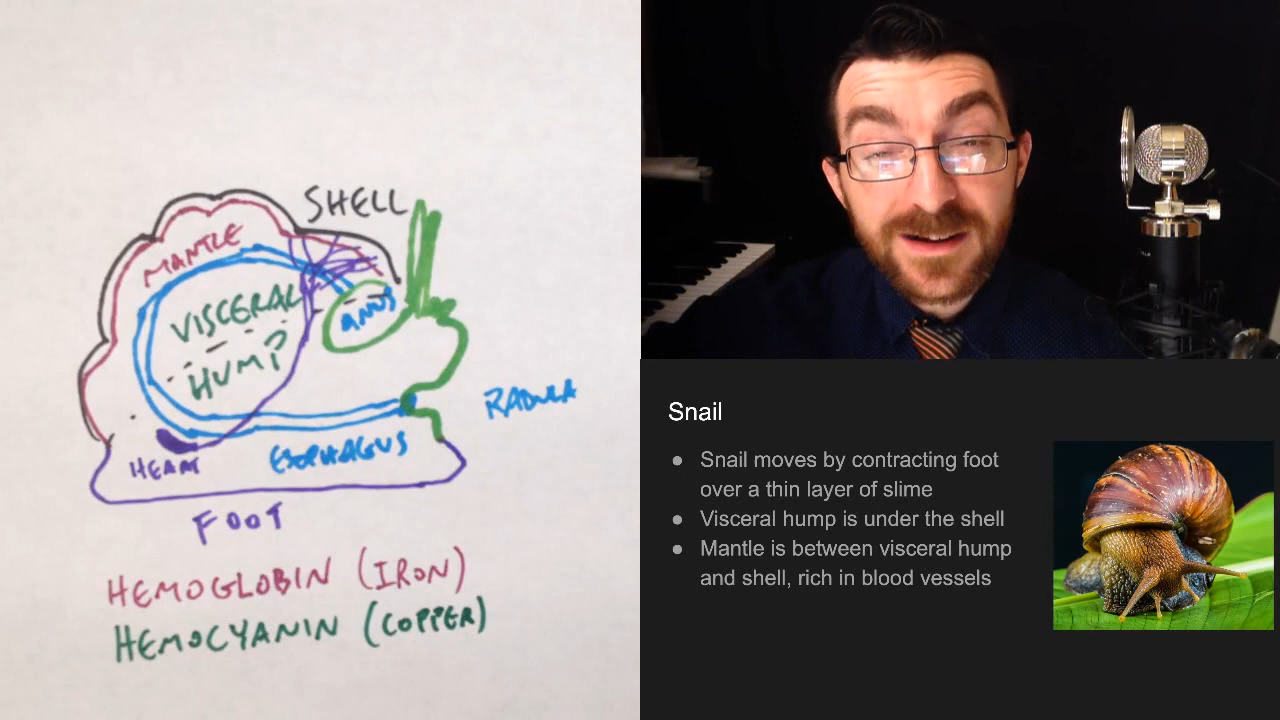 SHELL
MANTLE
VISCERAL
HUMP
ANUS
RADULA
ESOPHAGUS
HEART
FOOT
HEMOGLOBIN (IRON)
HEMOCYANIN (COPPER)
Snail
● Snail moves by contracting foot
over a thin layer of slime
● Visceral hump is under the shell
● Mantle is between visceral hump
and shell, rich in blood vessels